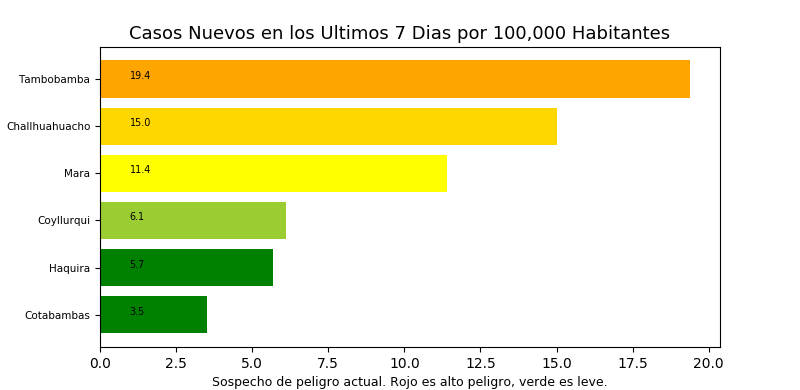 Casos Nuevos en los Ultimos 7 Dias por 100,000 Habitantes
Tambobamba 19.4
Challhuahuacho 15.0
Mara 11.4
Coyllurqui 6.1
Haquira 5.7
Cotabambas 3.5
0.0 2.5 5.0 7.5 10.0 12.5 15.0 17.5 20.0
Sospecho de peligro actual. Rojo es alto peligro, verde es leve.